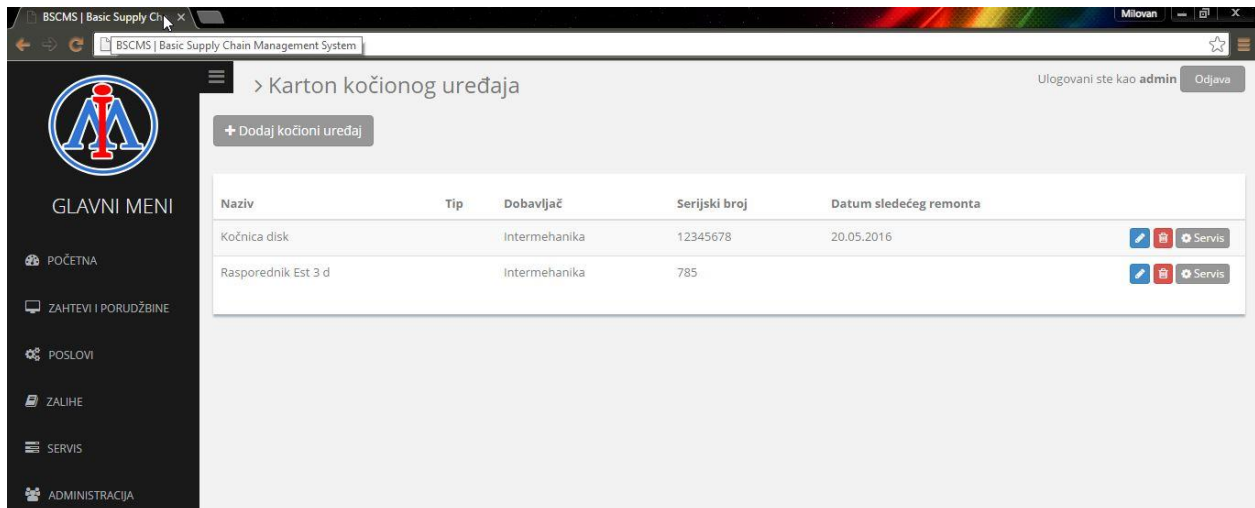 BSCMS | Basic Supply Ch
Milovan
BSCMS | Basic Supply Chain Management System
> Karton kočionog uređaja
Ulogovani ste kao admin Odjava
+ Dodaj kočioni uređaj
GLAVNI MENI
POČETNA
ZAHTEVI I PORUDŽBINE
POSLOVI
ZALIHE
SERVIS
ADMINISTRACIJA
Naziv Tip Dobavljač Serijski broj Datum sledećeg remonta
Kočnica disk Intermehanika 12345678 20.05.2016 Servis
Rasporednik Est 3 d Intermehanika 785 Servis